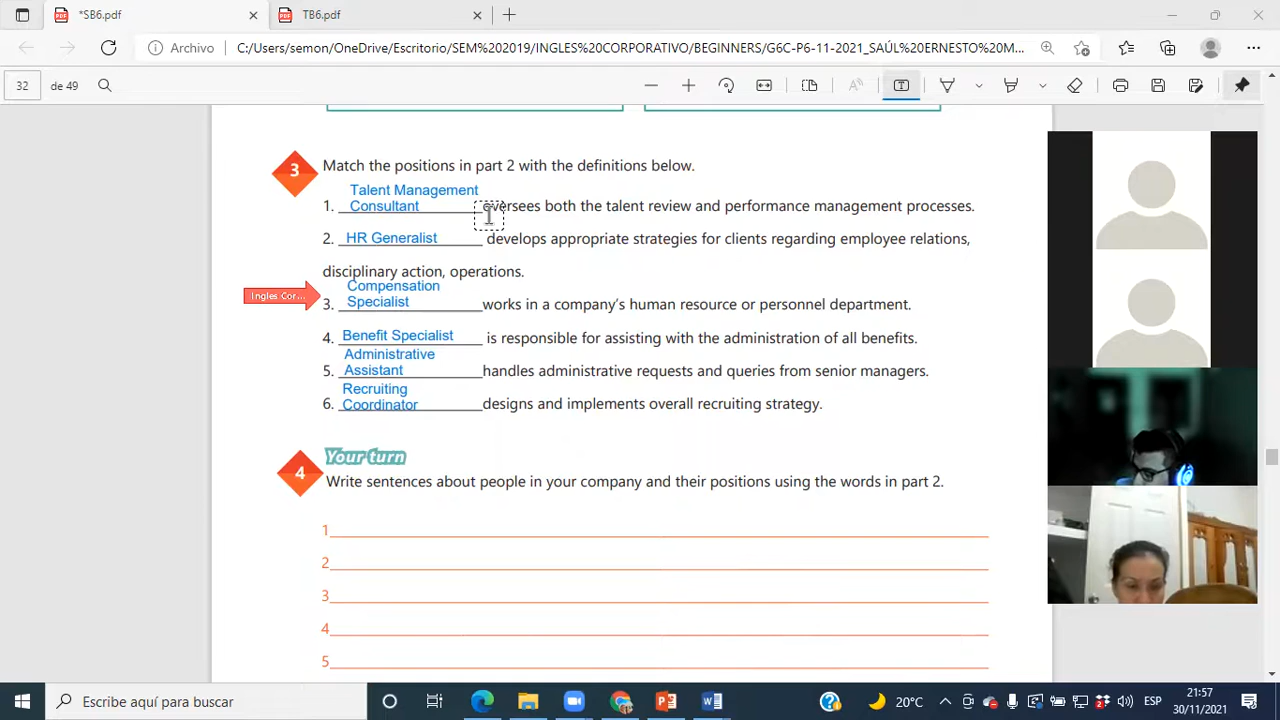 *SB6.pdf
TB6.pdf
Archivo
C:/Users/semon/OneDrive/Escritorio/SEM%202019/INGLES%20CORPORATIVO/BEGINNERS/G6C-P6-11-2021_SAÚL%20ERNESTO%20M...
32
de 49
3
Match the positions in part 2 with the definitions below.
Talent Management
1. Consultant oversees both the talent review and performance management processes.
2. HR Generalist develops appropriate strategies for clients regarding employee relations,
disciplinary action, operations.
Compensation
Ingles Cor...
3. Specialist works in a company's human resource or personnel department.
4. Benefit Specialist is responsible for assisting with the administration of all benefits.
Administrative
5. Assistant handles administrative requests and queries from senior managers.
Recruiting
6. Coordinator designs and implements overall recruiting strategy.
Your turn
4
Write sentences about people in your company and their positions using the words in part 2.
1
2
3
4
5
Escribe aquí para buscar
20°C
ESP
21:57
30/11/2021